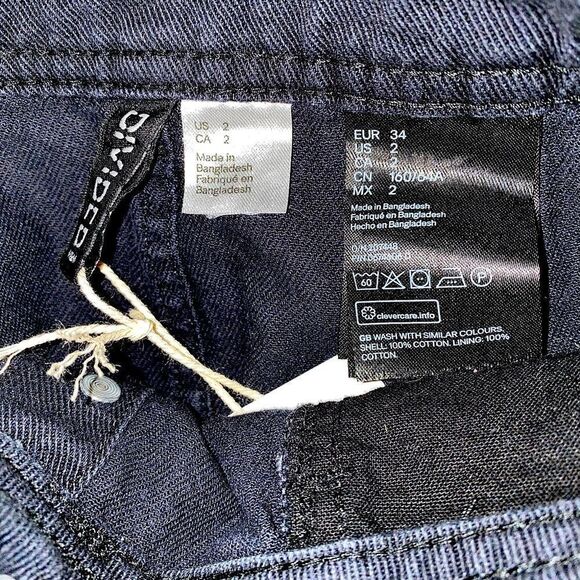 DIVIDED
US 2
CA 2
Made in
Bangladesh
Fabriqué en
Bangladesh
EUR 34
US 2
CA 2
CN 160/64A
MX 2
Made in Bangladesh
Fabriqué en Bangladesh
Hecho en Bangladesh
60
P
clevercare.info
GB WASH WITH SIMILAR COLOURS.
SHELL: 100% COTTON. LINING: 100%
COTTON.